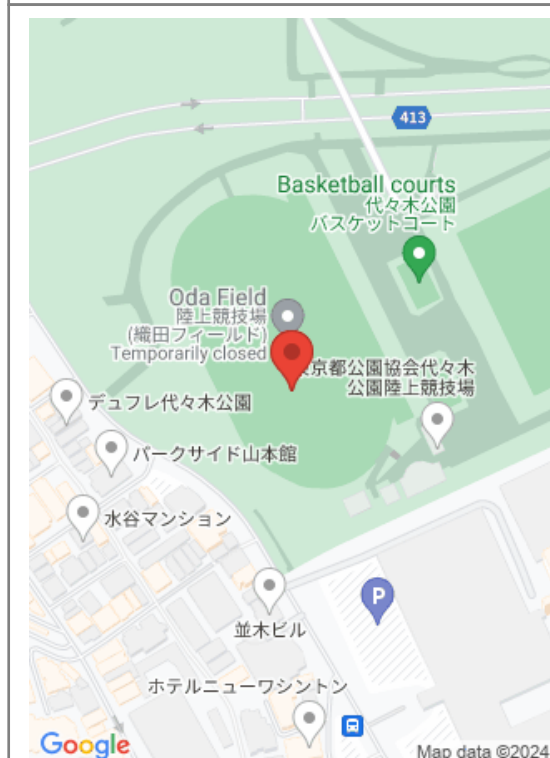 413
Basketball courts
代々木公園
バスケットコート
Oda Field
陸上競技場
(織田フィールド)
Temporarily closed
京都公園協会代々木
公園陸上競技場
デュフレ代々木公園
パークサイド山本館
水谷マンション
P
並木ビル
ホテルニューワシントン
Google
Map data ©2024